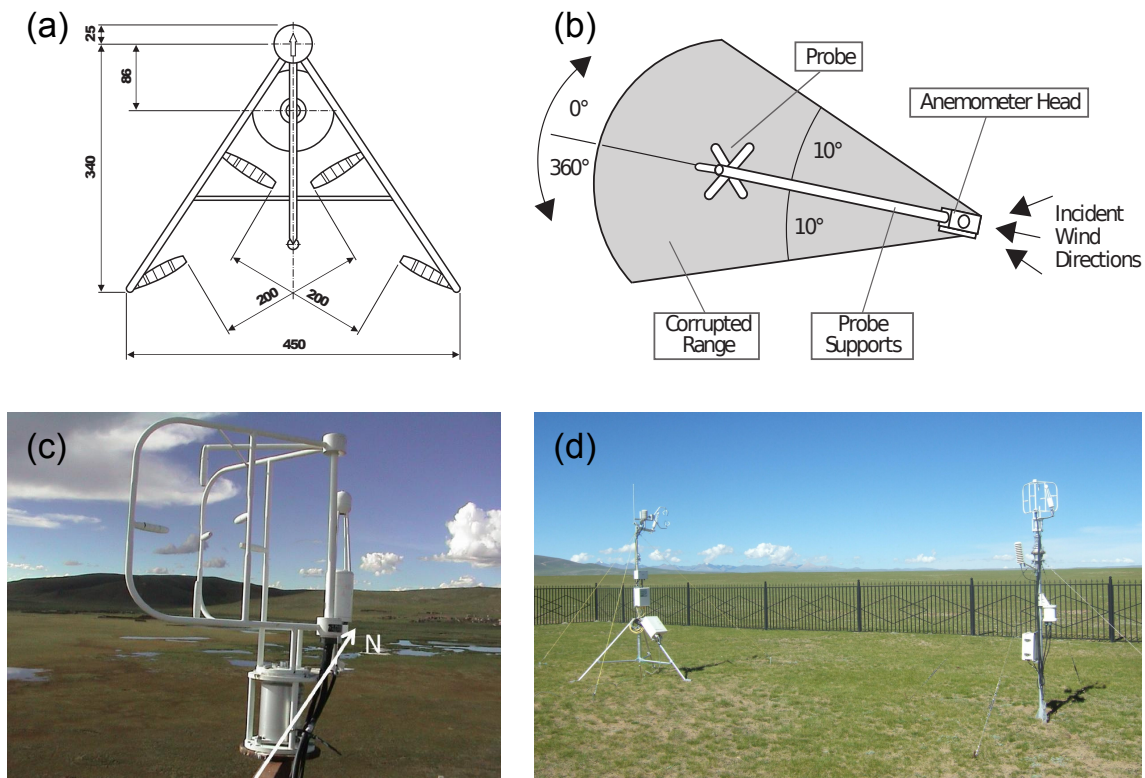 (a)
25
86
340
200
200
450
(b)
Probe
Anemometer Head
0°
360°
10°
10°
Incident
Wind
Directions
Corrupted
Range
Probe
Supports
(c)
N
(d)